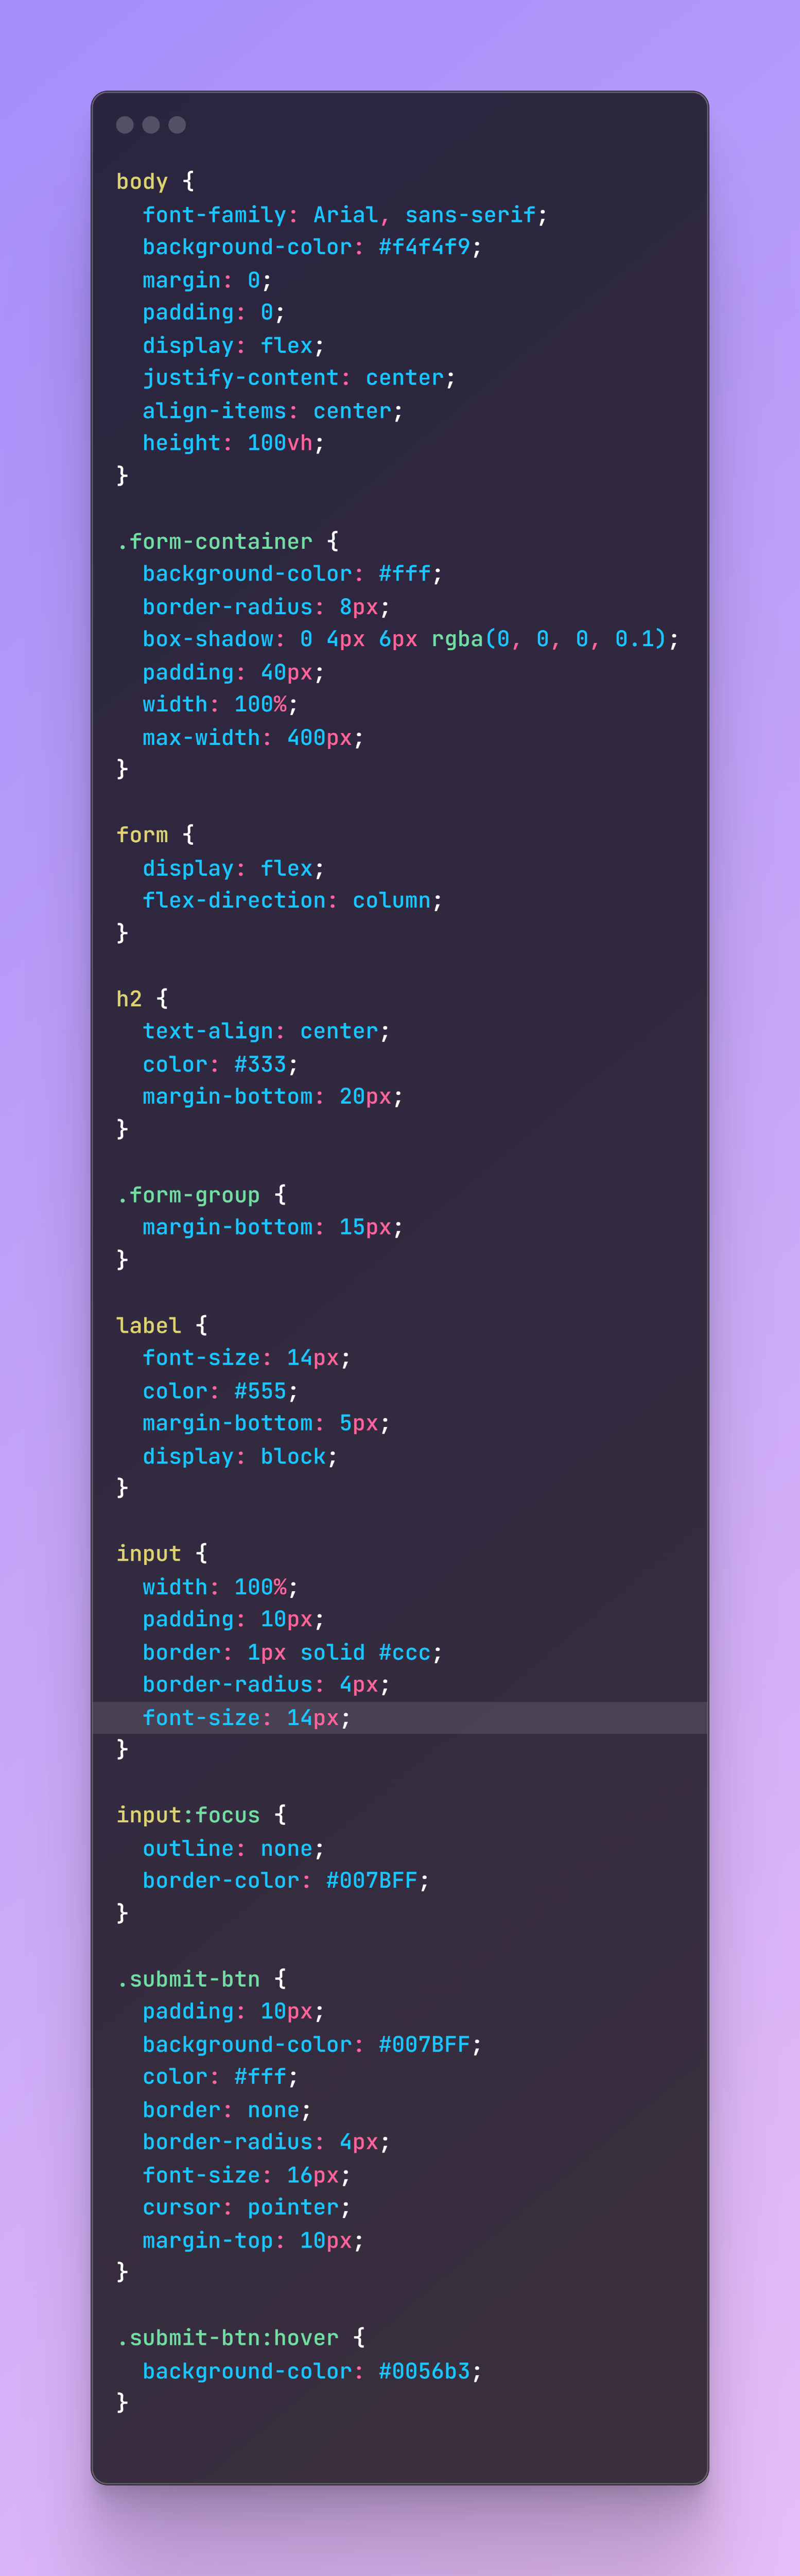 body {
  font-family: Arial, sans-serif;
  background-color: #f4f4f9;
  margin: 0;
  padding: 0;
  display: flex;
  justify-content: center;
  align-items: center;
  height: 100vh;
}

.form-container {
  background-color: #fff;
  border-radius: 8px;
  box-shadow: 0 4px 6px rgba(0, 0, 0, 0.1);
  padding: 40px;
  width: 100%;
  max-width: 400px;
}

form {
  display: flex;
  flex-direction: column;
}

h2 {
  text-align: center;
  color: #333;
  margin-bottom: 20px;
}

.form-group {
  margin-bottom: 15px;
}

label {
  font-size: 14px;
  color: #555;
  margin-bottom: 5px;
  display: block;
}

input {
  width: 100%;
  padding: 10px;
  border: 1px solid #ccc;
  border-radius: 4px;
  font-size: 14px;
}

input:focus {
  outline: none;
  border-color: #007BFF;
}

.submit-btn {
  padding: 10px;
  background-color: #007BFF;
  color: #fff;
  border: none;
  border-radius: 4px;
  font-size: 16px;
  cursor: pointer;
  margin-top: 10px;
}

.submit-btn:hover {
  background-color: #0056b3;
}